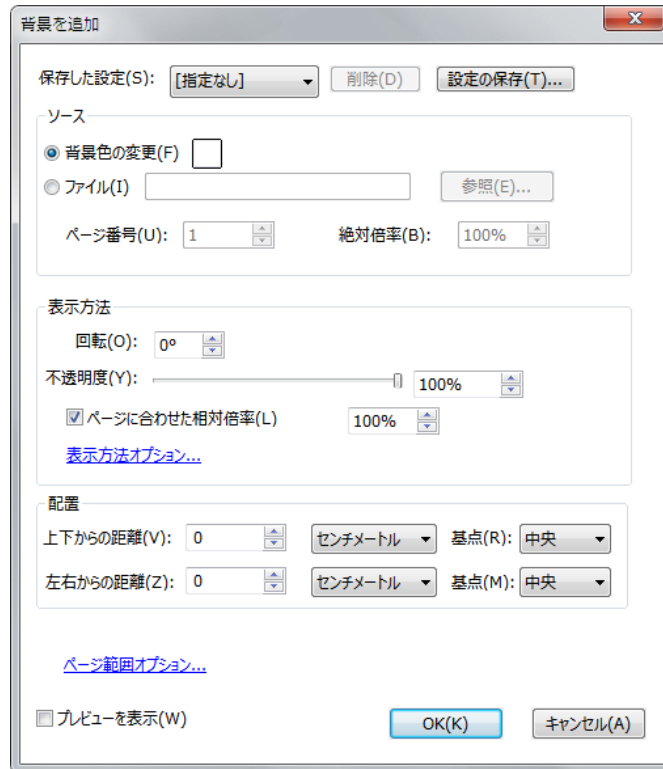 背景を追加
保存した設定(S): [指定なし] 削除(D) 設定の保存(T)...
ソース
背景色の変更(F)
ファイル(I) 参照(E)...
ページ番号(U): 1 絶対倍率(B): 100%
表示方法
回転(O): 0º
不透明度(Y): 100%
ページに合わせた相対倍率(L) 100%
表示方法オプション...
配置
上下からの距離(V): 0 センチメートル 基点(R): 中央
左右からの距離(Z): 0 センチメートル 基点(M): 中央
ページ範囲オプション...
プレビューを表示(W) OK(K) キャンセル(A)